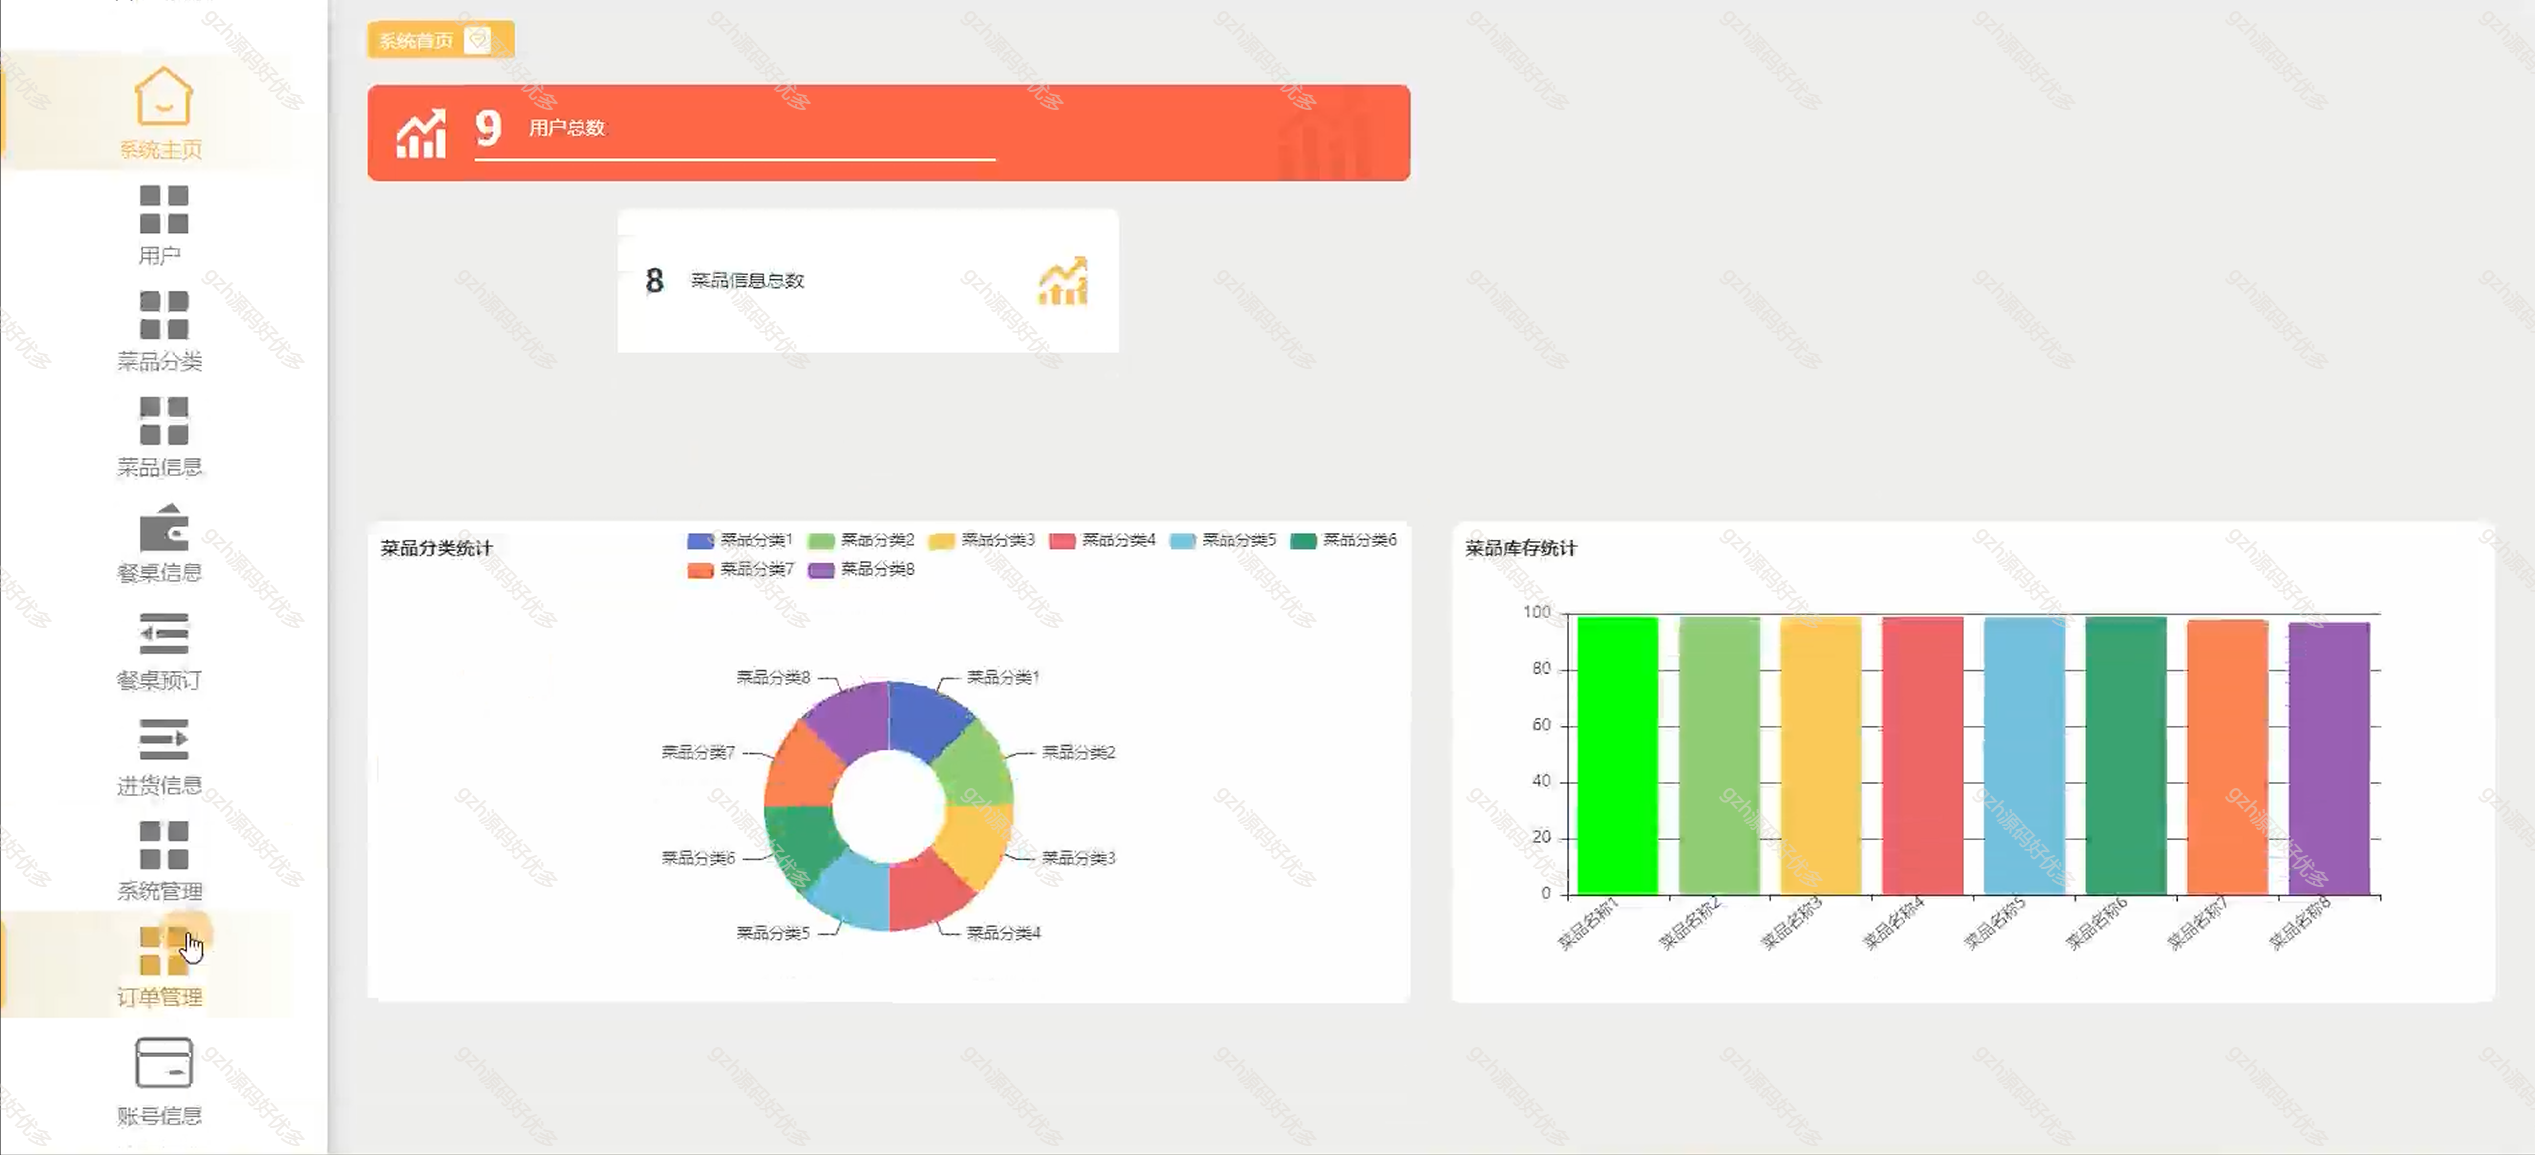 系统主页
用户
菜品分类
菜品信息
餐桌信息
餐桌预订
进货信息
系统管理
订单管理
账号信息
系统首页
9 用户总数
8 菜品信息总数
菜品分类统计
菜品分类1 菜品分类2 菜品分类3 菜品分类4 菜品分类5 菜品分类6
菜品分类7 菜品分类8
菜品分类8 菜品分类1
菜品分类7 菜品分类2
菜品分类6 菜品分类3
菜品分类5 菜品分类4
菜品库存统计
100
80
60
40
20
0
菜品名称1 菜品名称2 菜品名称3 菜品名称4 菜品名称5 菜品名称6 菜品名称7 菜品名称8
gzh源码好优多